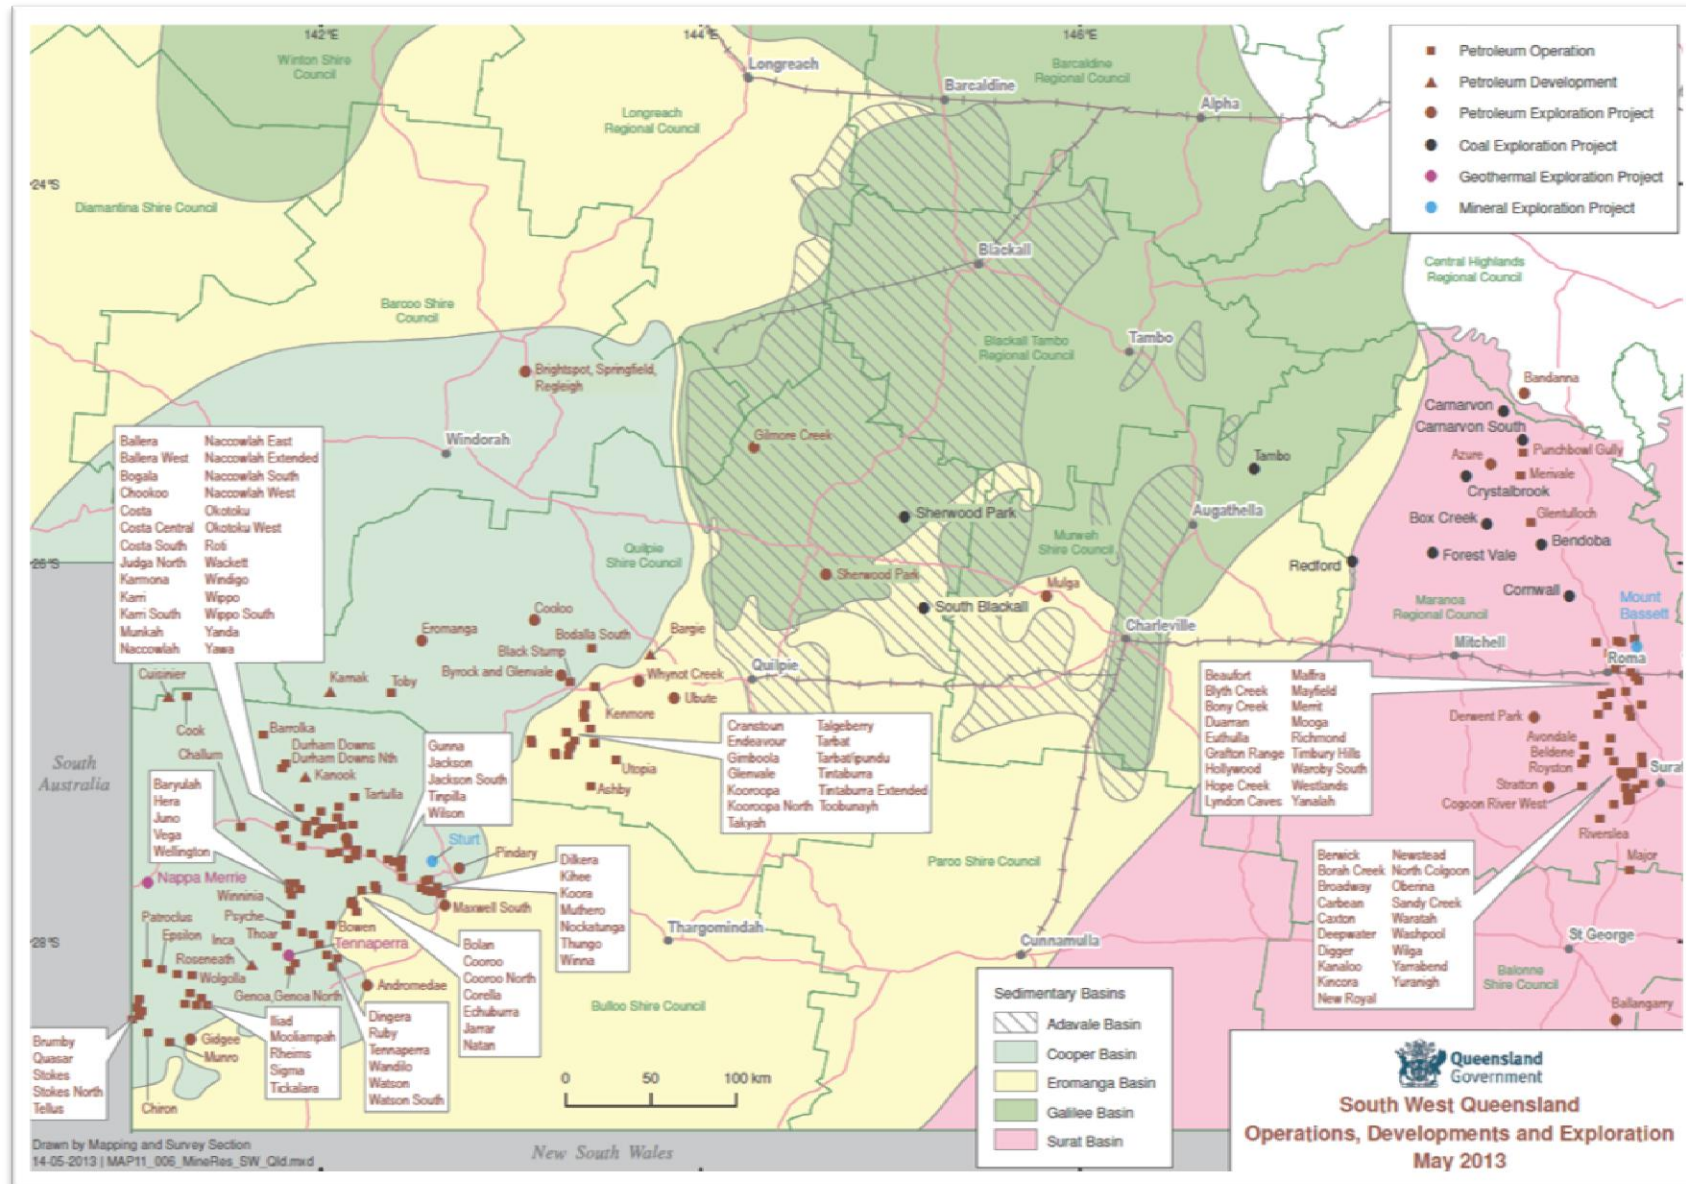 142°E
144°E
146°E
24°S
26°S
28°S
Winton Shire
Council
Longreach
Barcaldine
Regional Council
Barcaldine
Alpha
Longreach
Regional Council
Diamantina Shire Council
Barcoo Shire
Council
Blackall
Central Highlands
Regional Council
Blackall Tambo
Regional Council
Tambo
Petroleum Operation
Petroleum Development
Petroleum Exploration Project
Coal Exploration Project
Geothermal Exploration Project
Mineral Exploration Project
Brightspot, Springfield,
Regleigh
Windorah
Gilmore Creek
Tambo
Sherwood Park
Augathella
Murweh
Shire Council
Quilpie
Shire Council
Sherwood Park
Mulga
South Blackall
Charleville
Redford
Bandanna
Carnarvon
Carnarvon South
Punchbowl Gully
Azure
Merivale
Crystalbrook
Box Creek
Glentulloch
Bendoba
Forest Vale
Cornwall
Maranoa
Regional Council
Mount
Bassett
Mitchell
Roma
Ballera Naccowlah East
Ballera West Naccowlah Extended
Bogala Naccowlah South
Chookoo Naccowlah West
Costa Okotoku
Costa Central Okotoku West
Costa South Roti
Judga North Wackett
Karmona Windigo
Karri Wippo
Karri South Wippo South
Munkah Yanda
Naccowlah Yawa
Cooloo
Eromanga
Bodalla South
Bargie
Black Stump
Byrock and Glenvale
Whynot Creek
Ubute
Quilpie
Kenmore
Utopia
Ashby
Cuisinier
Kamak
Toby
Cook
Barrolka
Challum
Durham Downs
Durham Downs Nth
Kanook
Tartulla
South
Australia
Baryulah
Hera
Juno
Vega
Wellington
Gunna
Jackson
Jackson South
Tinpilla
Wilson
Cranstoun Talgeberry
Endeavour Tarbat
Gimboola Tarbat/Ipundu
Glenvale Tintaburra
Kooroopa Tintaburra Extended
Kooroopa North Toobunayh
Takyah
Beaufort Maffra
Blyth Creek Mayfield
Bony Creek Merrit
Duarran Mooga
Euthulla Richmond
Grafton Range Timbury Hills
Hollywood Waroby South
Hope Creek Westlands
Lyndon Caves Yanalah
Derwent Park
Avondale
Beldene
Royston
Stratton
Surat
Cogoon River West
Riverslea
Major
Sturt
Pindary
Paroo Shire Council
Dilkera
Kihee
Koora
Muthero
Nockatunga
Thungo
Winna
Maxwell South
Nappa Merrie
Winninia
Patroclus
Psyche
Epsilon
Inca
Thoar
Bowen
Tennaperra
Roseneath
Wolgolla
Genoa, Genoa North
Andromedae
Bolan
Cooroo
Cooroo North
Corella
Echuburra
Jarrar
Natan
Thargomindah
Cunnamulla
Bulloo Shire Council
Berwick Newstead
Borah Creek North Colgoon
Broadway Oberina
Carbean Sandy Creek
Caxton Waratah
Deepwater Washpool
Digger Wilga
Kanaloo Yarrabend
Kincora Yuranigh
New Royal
St George
Balonne
Shire Council
Ballangarry
Brumby
Quasar
Stokes
Stokes North
Tellus
Gidgee
Munro
Chiron
Iliad
Mooliampah
Rheims
Sigma
Tickalara
Dingera
Ruby
Tennaperra
Wandilo
Watson
Watson South
0 50 100 km
Sedimentary Basins
Adavale Basin
Cooper Basin
Eromanga Basin
Galilee Basin
Surat Basin
Queensland
Government
South West Queensland
Operations, Developments and Exploration
May 2013
New South Wales
Drawn by Mapping and Survey Section
14-05-2013 | MAP11_006_MineRes_SW_Qld.mxd